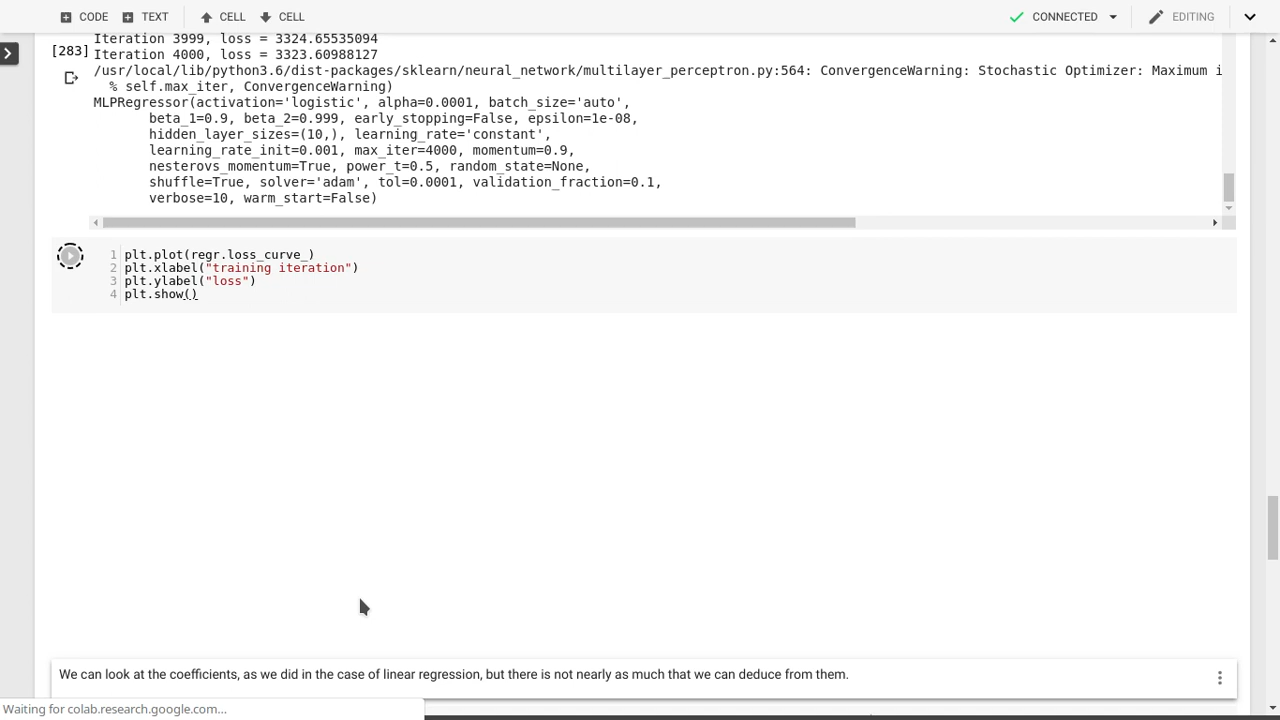 CODE TEXT CELL CELL CONNECTED EDITING
Iteration 3999, loss = 3324.65535094
[283] Iteration 4000, loss = 3323.60988127
/usr/local/lib/python3.6/dist-packages/sklearn/neural_network/multilayer_perceptron.py:564: ConvergenceWarning: Stochastic Optimizer: Maximum i
% self.max_iter, ConvergenceWarning)
MLPRegressor(activation='logistic', alpha=0.0001, batch_size='auto',
beta_1=0.9, beta_2=0.999, early_stopping=False, epsilon=1e-08,
hidden_layer_sizes=(10,), learning_rate='constant',
learning_rate_init=0.001, max_iter=4000, momentum=0.9,
nesterovs_momentum=True, power_t=0.5, random_state=None,
shuffle=True, solver='adam', tol=0.0001, validation_fraction=0.1,
verbose=10, warm_start=False)
1 plt.plot(regr.loss_curve_)
2 plt.xlabel("training iteration")
3 plt.ylabel("loss")
4 plt.show()
We can look at the coefficients, as we did in the case of linear regression, but there is not nearly as much that we can deduce from them.
Waiting for colab.research.google.com...